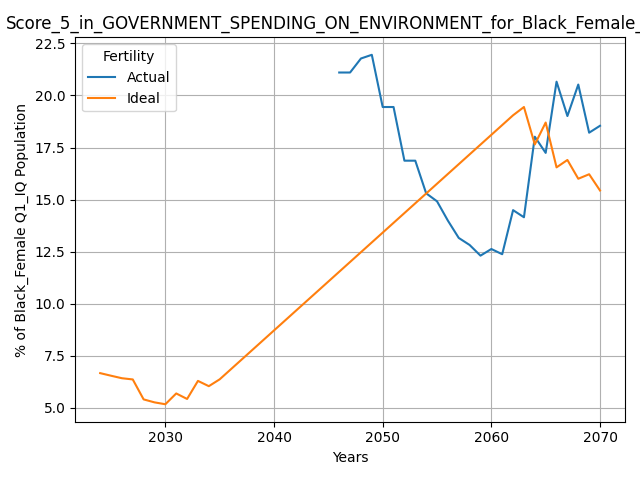 Score_5_in_GOVERNMENT_SPENDING_ON_ENVIRONMENT_for_Black_Female_
Fertility
Actual
Ideal
% of Black_Female Q1_IQ Population
22.5
20.0
17.5
15.0
12.5
10.0
7.5
5.0
2030 2040 2050 2060 2070
Years